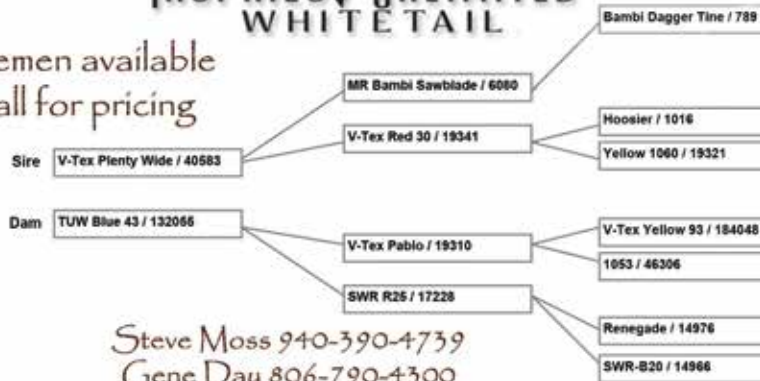 WHITETAIL
Bambi Dagger Tine / 789
emen available
all for pricing
MR Bambi Sawblade / 6080
V-Tex Red 30 / 19341
Hoosier / 1016
Yellow 1060 / 19321
Sire V-Tex Plenty Wide / 40583
Dam TUW Blue 43 / 132055
V-Tex Pablo / 19310
V-Tex Yellow 93 / 184048
1053 / 46306
SWR R25 / 17228
Renegade / 14976
SWR-B20 / 14966
Steve Moss 940-390-4739
Gene Day 806-790-4300